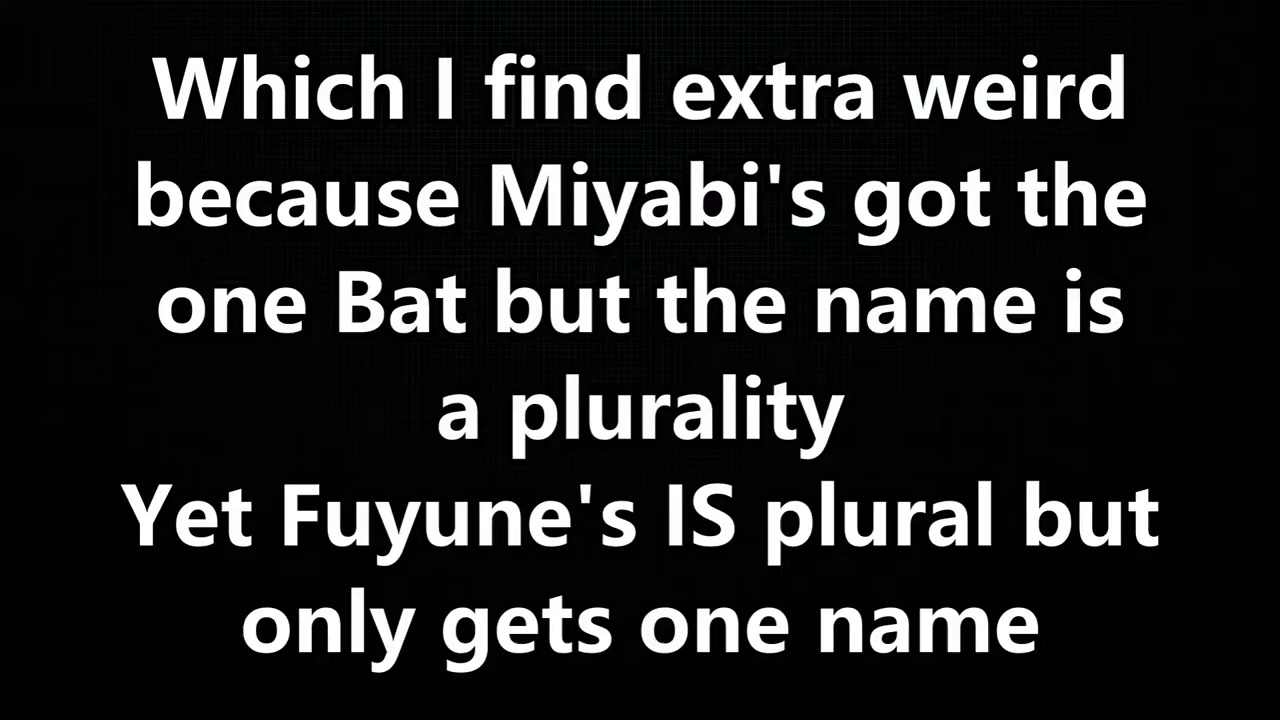 Which I find extra weird
because Miyabi's got the
one Bat but the name is
a plurality
Yet Fuyune's IS plural but
only gets one name